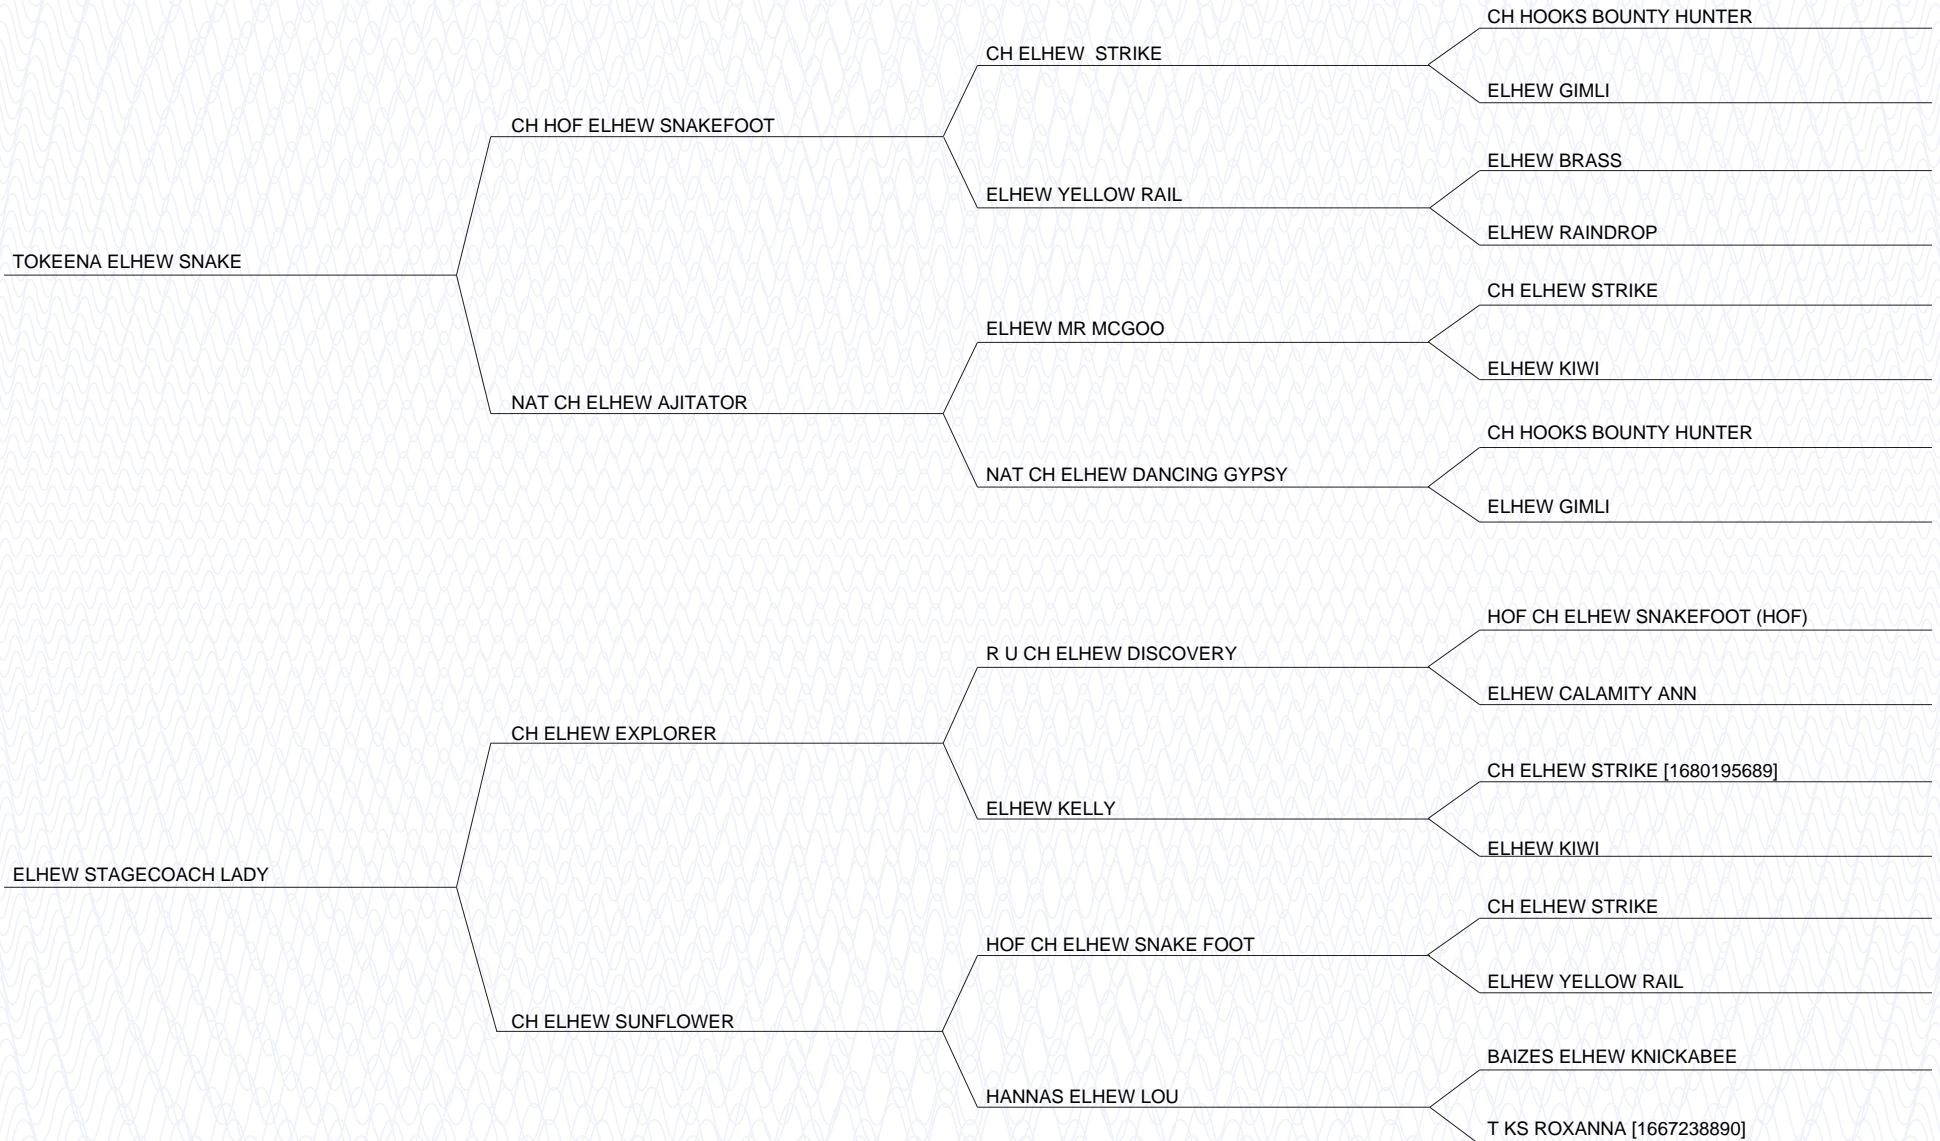 CH HOOKS BOUNTY HUNTER
CH ELHEW  STRIKE
ELHEW GIMLI
CH HOF ELHEW SNAKEFOOT
ELHEW BRASS
ELHEW YELLOW RAIL
ELHEW RAINDROP
TOKEENA ELHEW SNAKE
CH ELHEW STRIKE
ELHEW MR MCGOO
ELHEW KIWI
NAT CH ELHEW AJITATOR
CH HOOKS BOUNTY HUNTER
NAT CH ELHEW DANCING GYPSY
ELHEW GIMLI
HOF CH ELHEW SNAKEFOOT (HOF)
R U CH ELHEW DISCOVERY
ELHEW CALAMITY ANN
CH ELHEW EXPLORER
CH ELHEW STRIKE [1680195689]
ELHEW KELLY
ELHEW KIWI
ELHEW STAGECOACH LADY
CH ELHEW STRIKE
HOF CH ELHEW SNAKE FOOT
ELHEW YELLOW RAIL
CH ELHEW SUNFLOWER
BAIZES ELHEW KNICKABEE
HANNAS ELHEW LOU
T KS ROXANNA [1667238890]